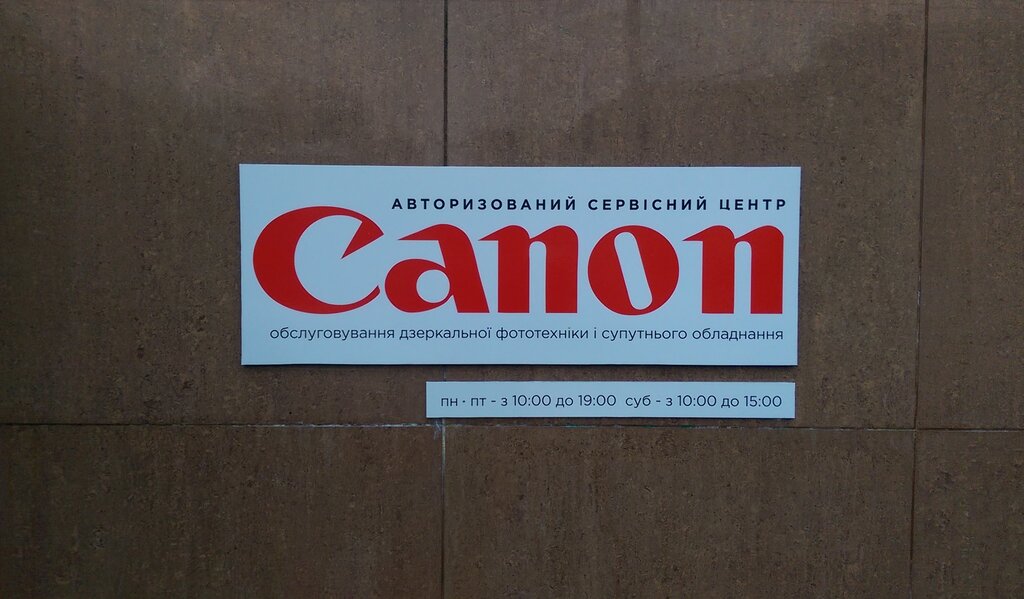 АВТОРИЗОВАНИЙ СЕРВІСНИЙ ЦЕНТР
Canon
обслуговування дзеркальної фототехніки і супутнього обладнання
пн · пт - з 10:00 до 19:00 суб - з 10:00 до 15:00